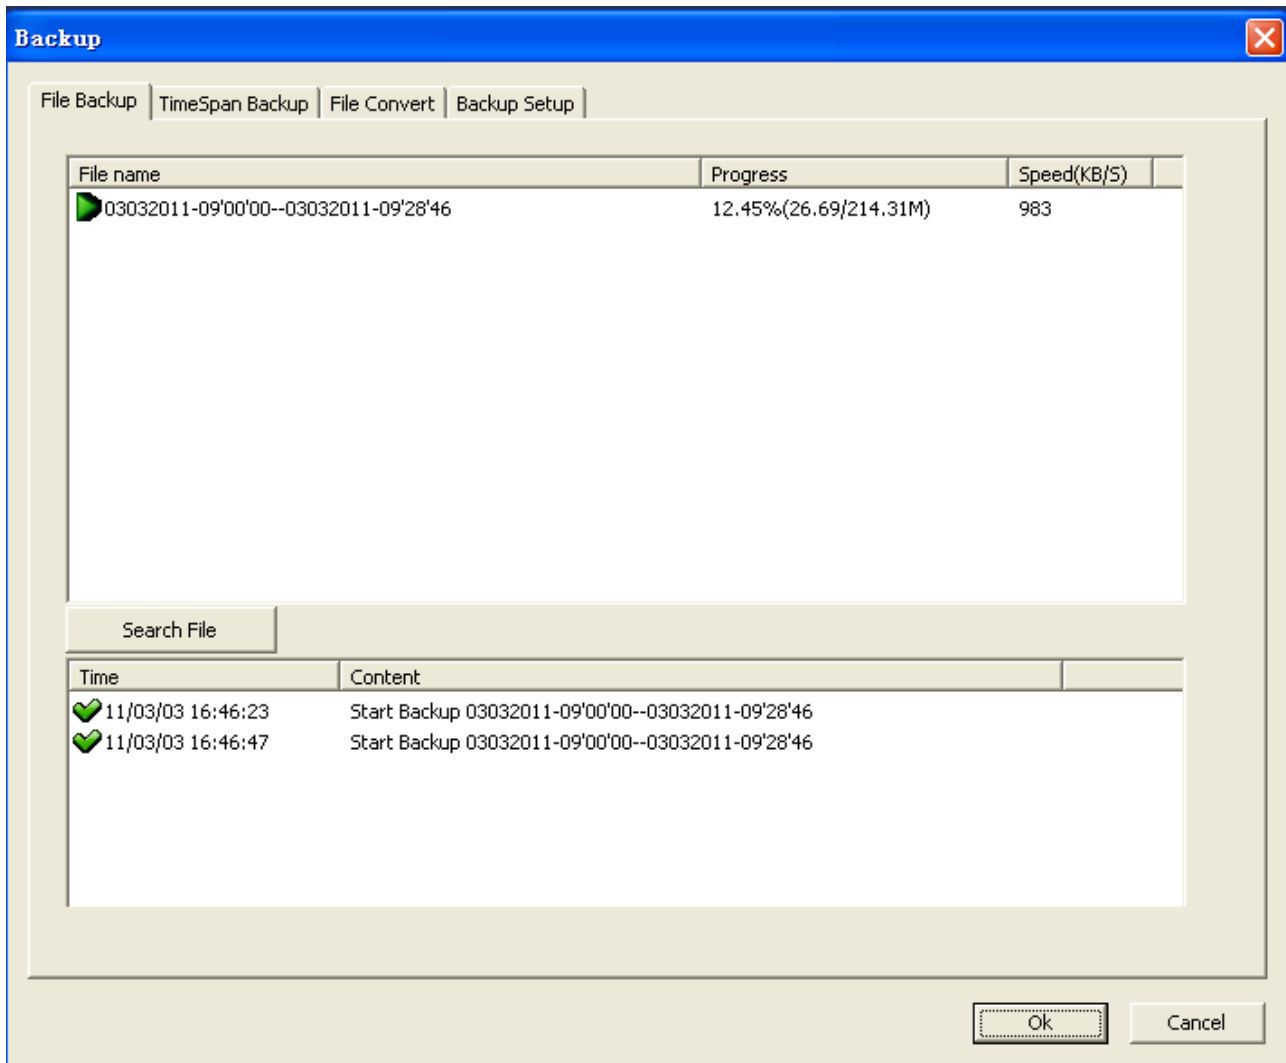 Backup
File Backup TimeSpan Backup File Convert Backup Setup
File name Progress Speed(KB/S)
03032011-09'00'00--03032011-09'28'46 12.45%(26.69/214.31M) 983
Search File
Time Content
11/03/03 16:46:23 Start Backup 03032011-09'00'00--03032011-09'28'46
11/03/03 16:46:47 Start Backup 03032011-09'00'00--03032011-09'28'46
Ok Cancel